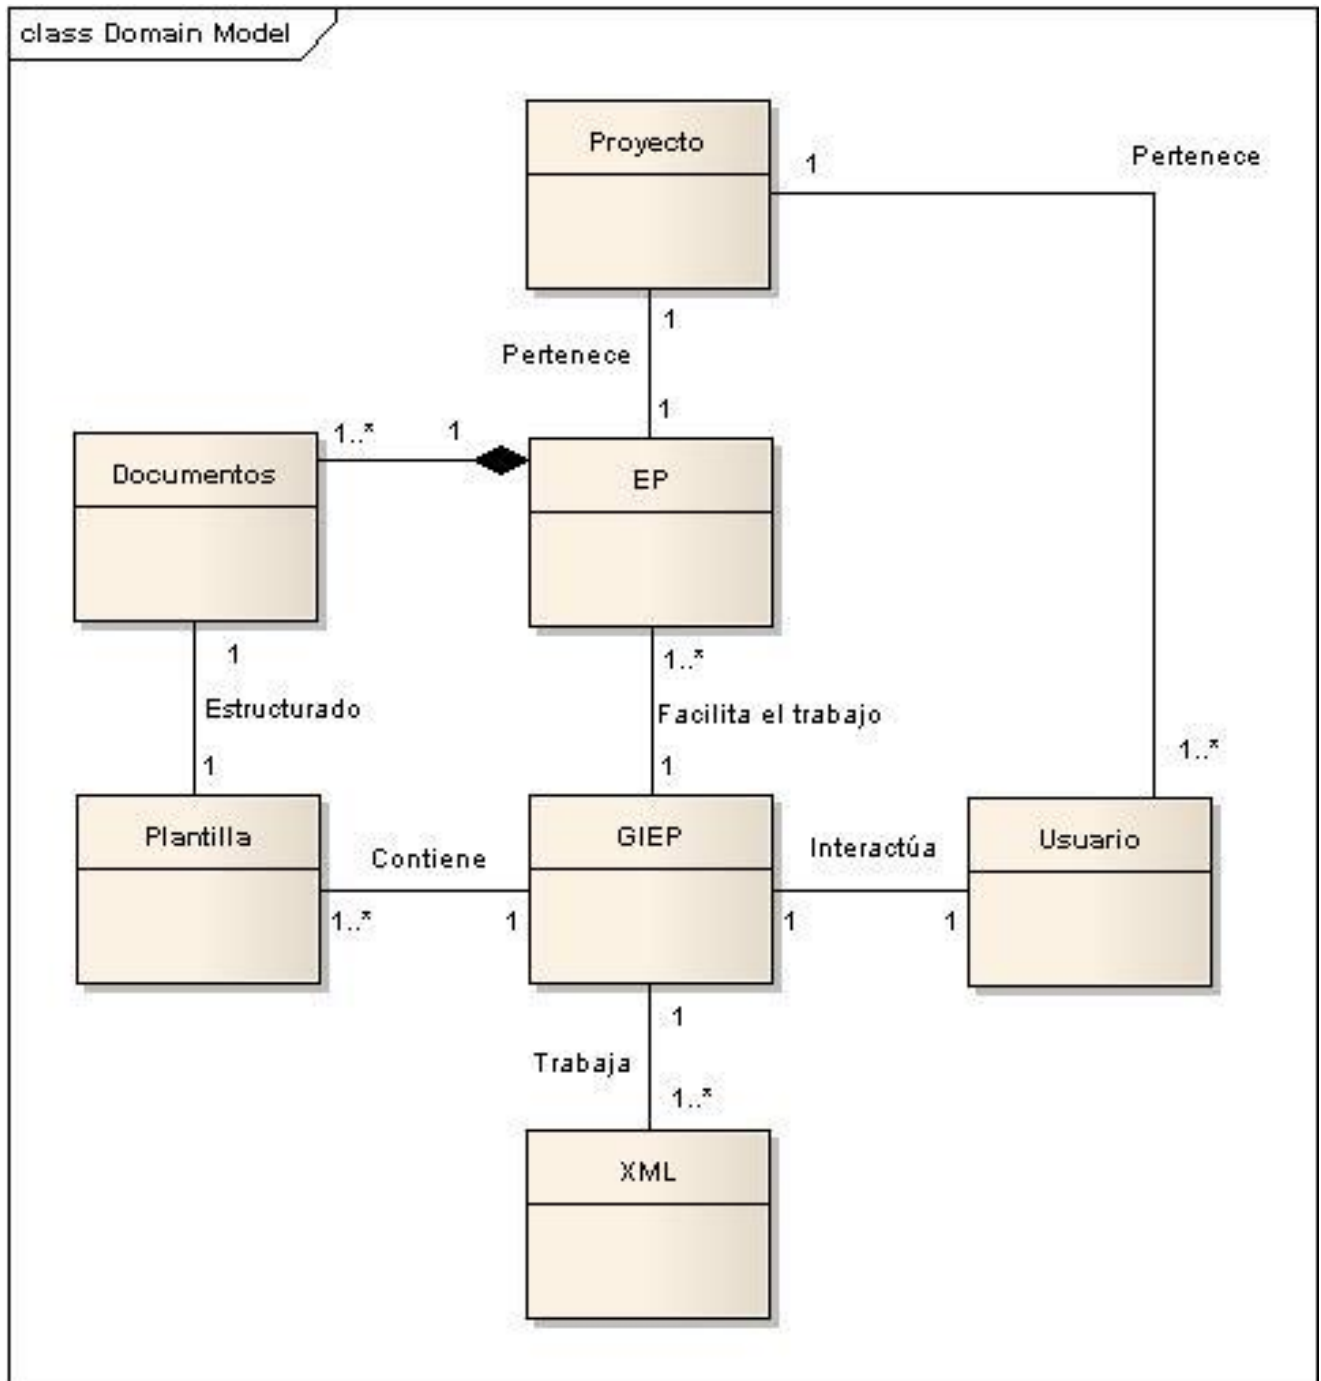 class Domain Model
Proyecto
1
Pertenece
1
Pertenece
1
1..*
1
Documentos
EP
1
1..*
Estructurado
Facilita el trabajo
1..*
1
1
Plantilla
GIEP
Usuario
Contiene
Interactúa
1..*
1
1
1
1
Trabaja
1..*
XML